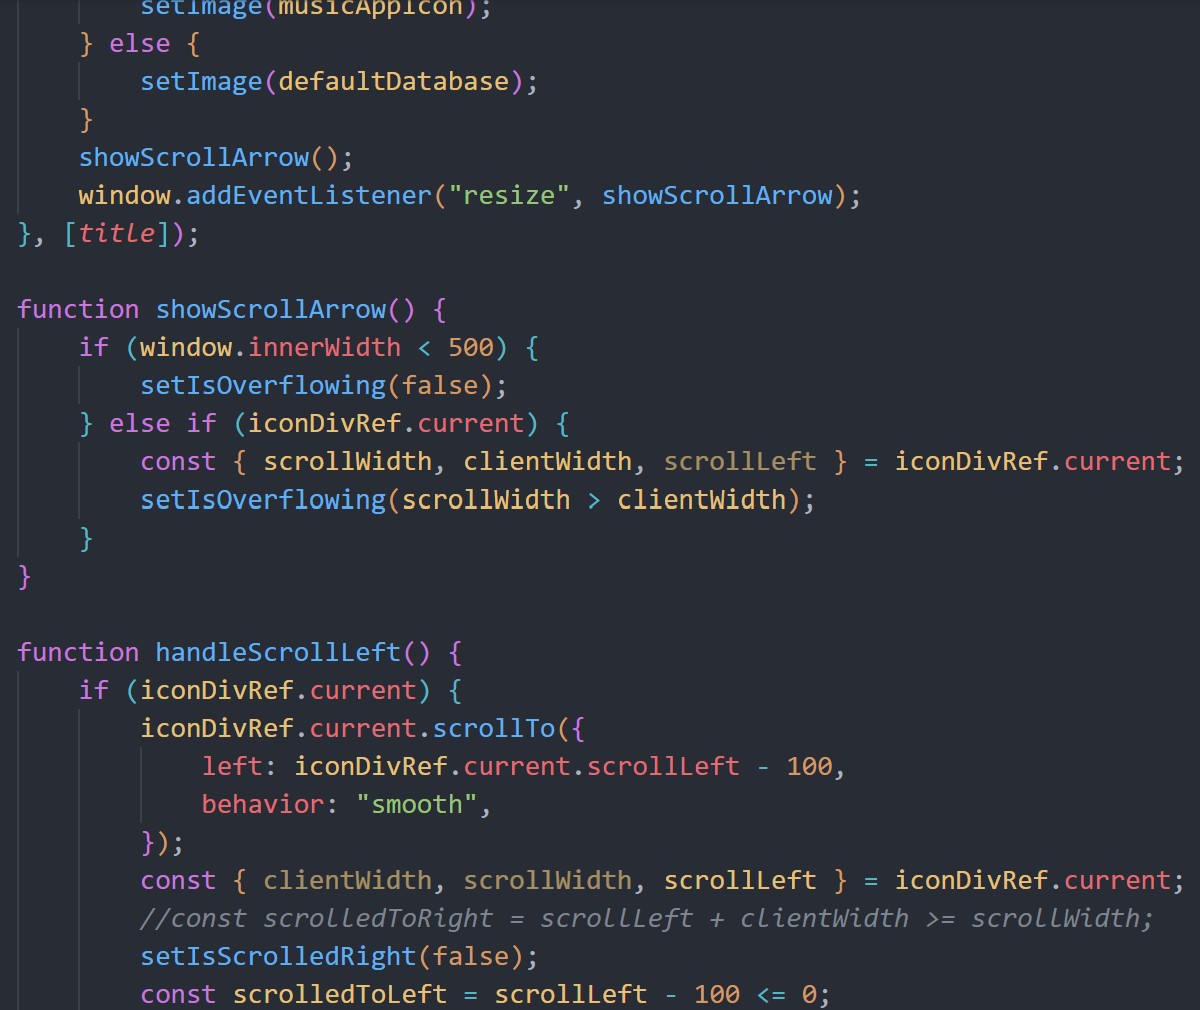 setImage(musicAppIcon);
} else {
setImage(defaultDatabase);
}
showScrollArrow();
window.addEventListener("resize", showScrollArrow);
}, [title]);
function showScrollArrow() {
if (window.innerWidth < 500) {
setIsOverflowing(false);
} else if (iconDivRef.current) {
const { scrollWidth, clientWidth, scrollLeft } = iconDivRef.current;
setIsOverflowing(scrollWidth > clientWidth);
}
}
function handleScrollLeft() {
if (iconDivRef.current) {
iconDivRef.current.scrollTo({
left: iconDivRef.current.scrollLeft - 100,
behavior: "smooth",
});
const { clientWidth, scrollWidth, scrollLeft } = iconDivRef.current;
//const scrolledToRight = scrollLeft + clientWidth >= scrollWidth;
setIsScrolledRight(false);
const scrolledToLeft = scrollLeft - 100 <= 0;